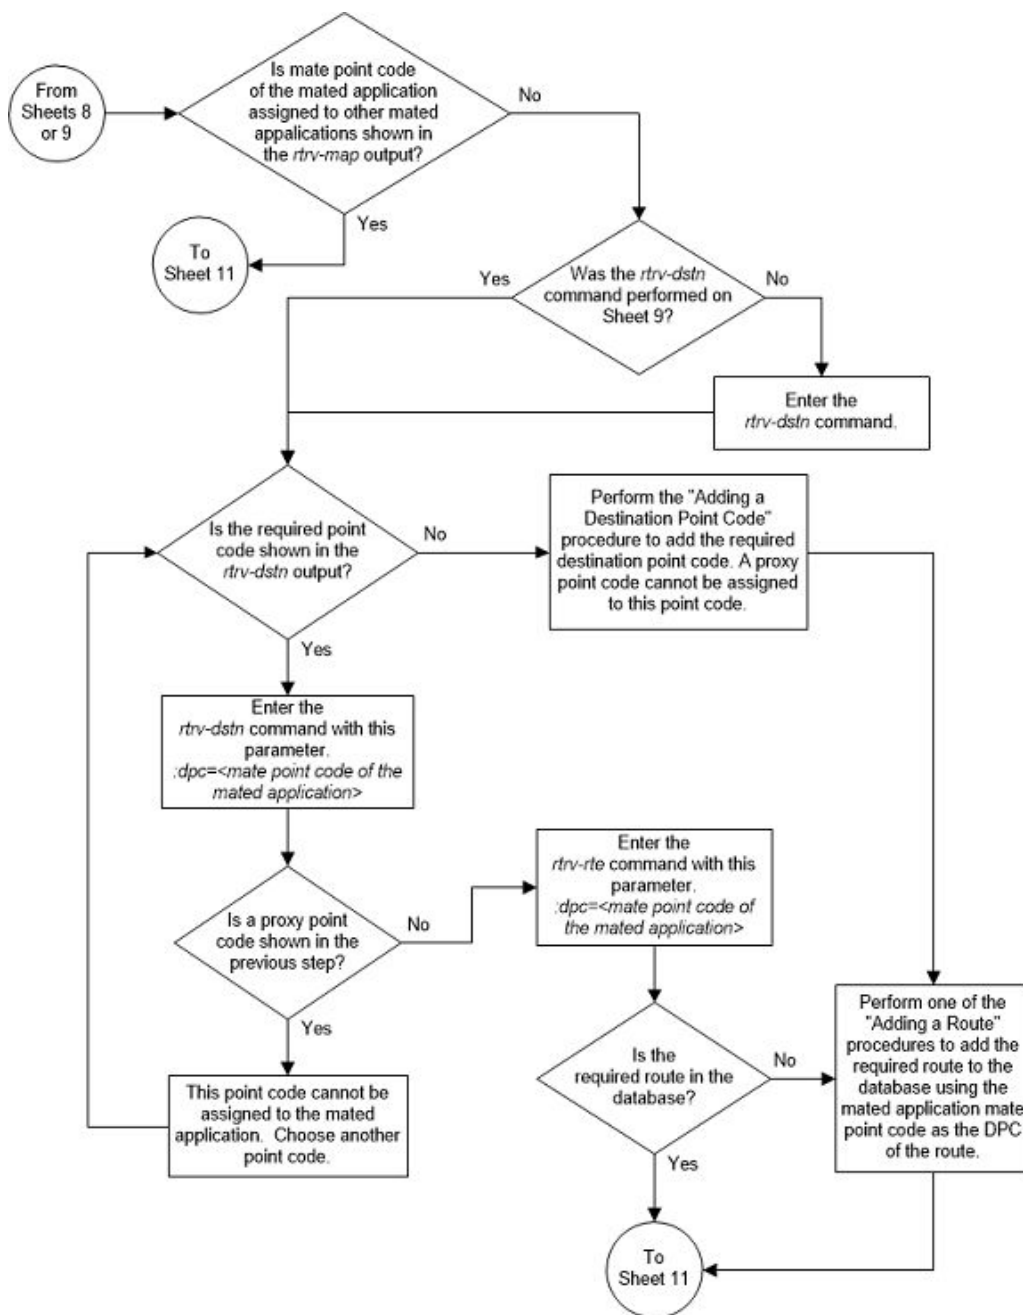 From
Sheets 8
or 9
Is mate point code
of the mated application
assigned to other mated
appalications shown in
the rtrv-map output?
No
Yes
To
Sheet 11
Was the rtrv-dstn
command performed on
Sheet 9?
Yes
No
Enter the
rtrv-dstn command.
Is the required point
code shown in the
rtrv-dstn output?
No
Yes
Perform the "Adding a
Destination Point Code"
procedure to add the required
destination point code. A proxy
point code cannot be assigned
to this point code.
Enter the
rtrv-dstn command with this
parameter.
:dpc=<mate point code of the
mated application>
Is a proxy point
code shown in the
previous step?
No
Yes
Enter the
rtrv-rte command with this
parameter.
:dpc=<mate point code of
the mated application>
This point code cannot be
assigned to the mated
application. Choose another
point code.
Is the
required route in the
database?
No
Yes
Perform one of the
"Adding a Route"
procedures to add the
required route to the
database using the
mated application mate
point code as the DPC
of the route.
To
Sheet 11